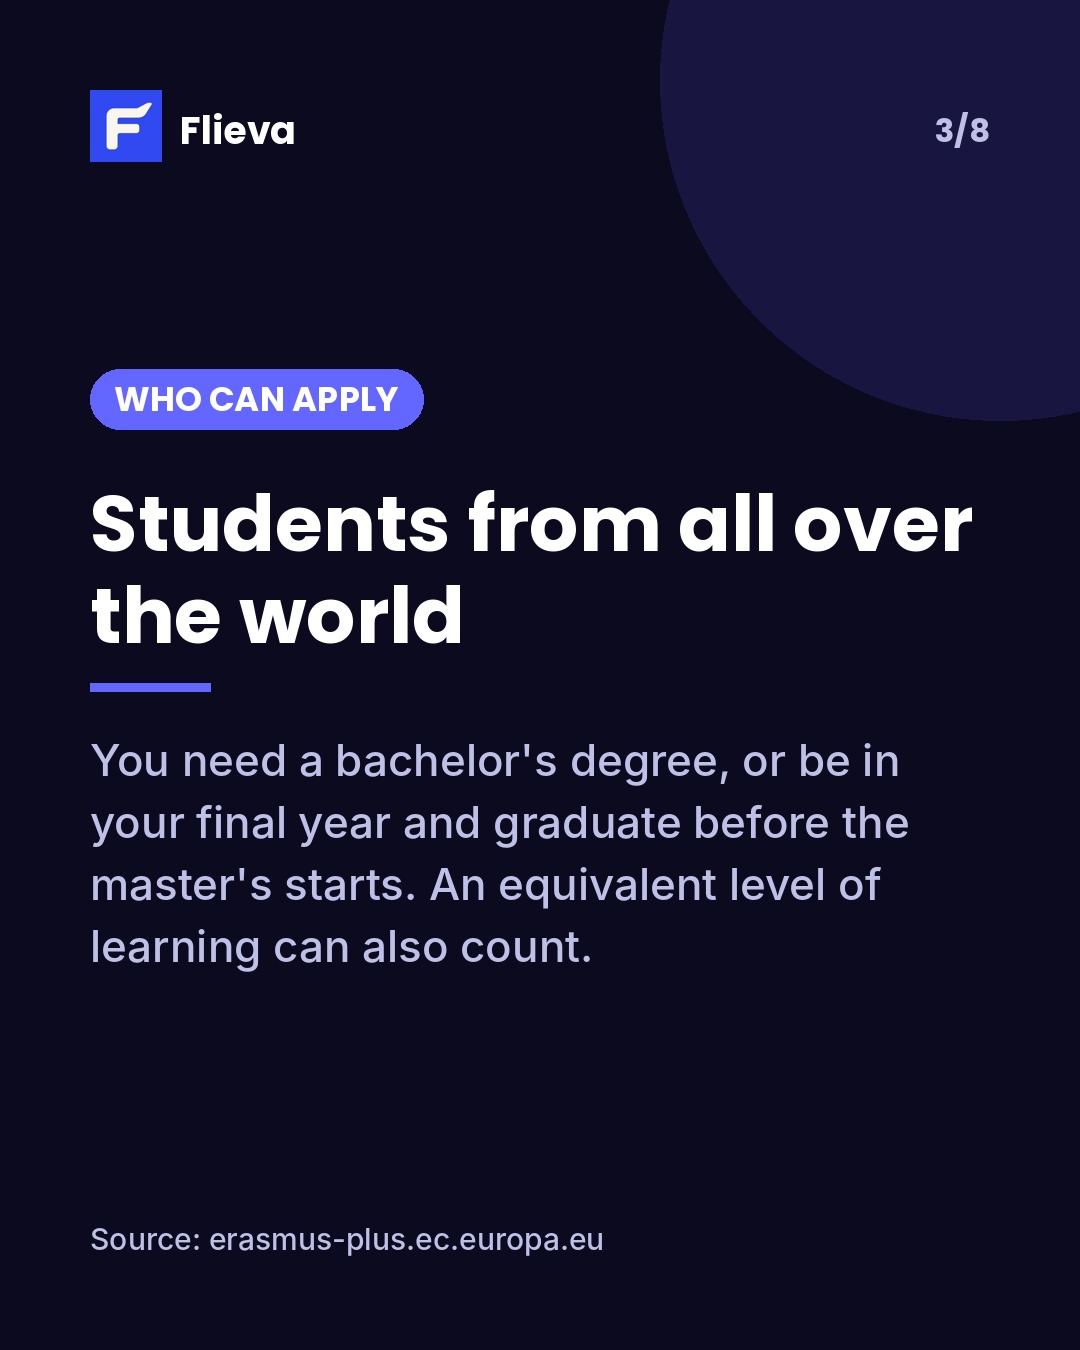 Flieva
3/8
WHO CAN APPLY
Students from all over
the world
You need a bachelor's degree, or be in
your final year and graduate before the
master's starts. An equivalent level of
learning can also count.
Source: erasmus-plus.ec.europa.eu